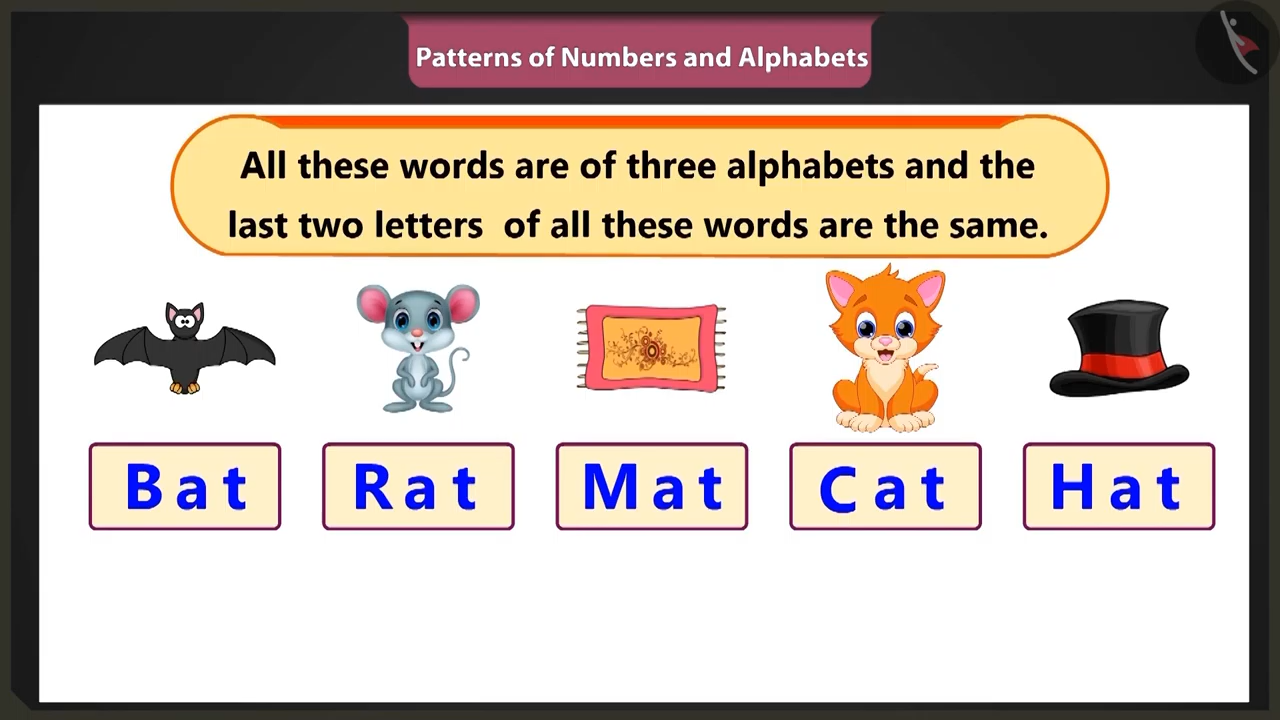 Patterns of Numbers and Alphabets
All these words are of three alphabets and the
last two letters of all these words are the same.
Bat Rat Mat Cat Hat